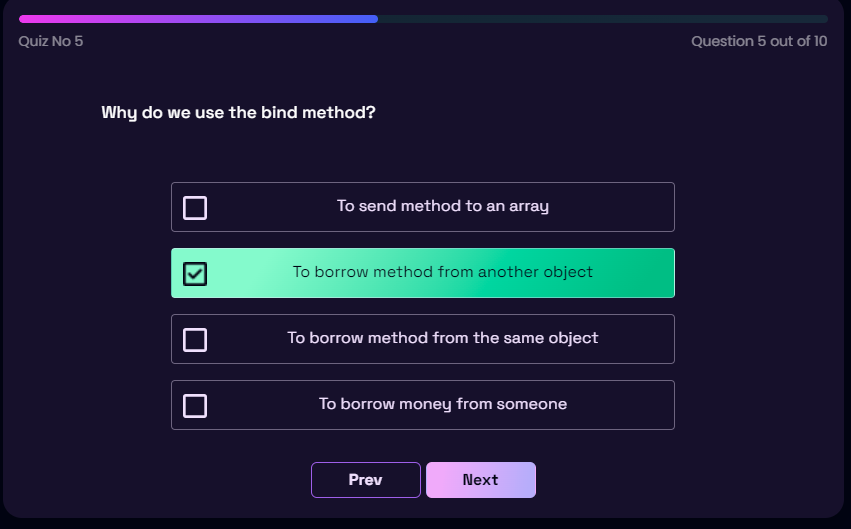 Quiz No 5
Question 5 out of 10
Why do we use the bind method?
To send method to an array
To borrow method from another object
To borrow method from the same object
To borrow money from someone
Prev
Next